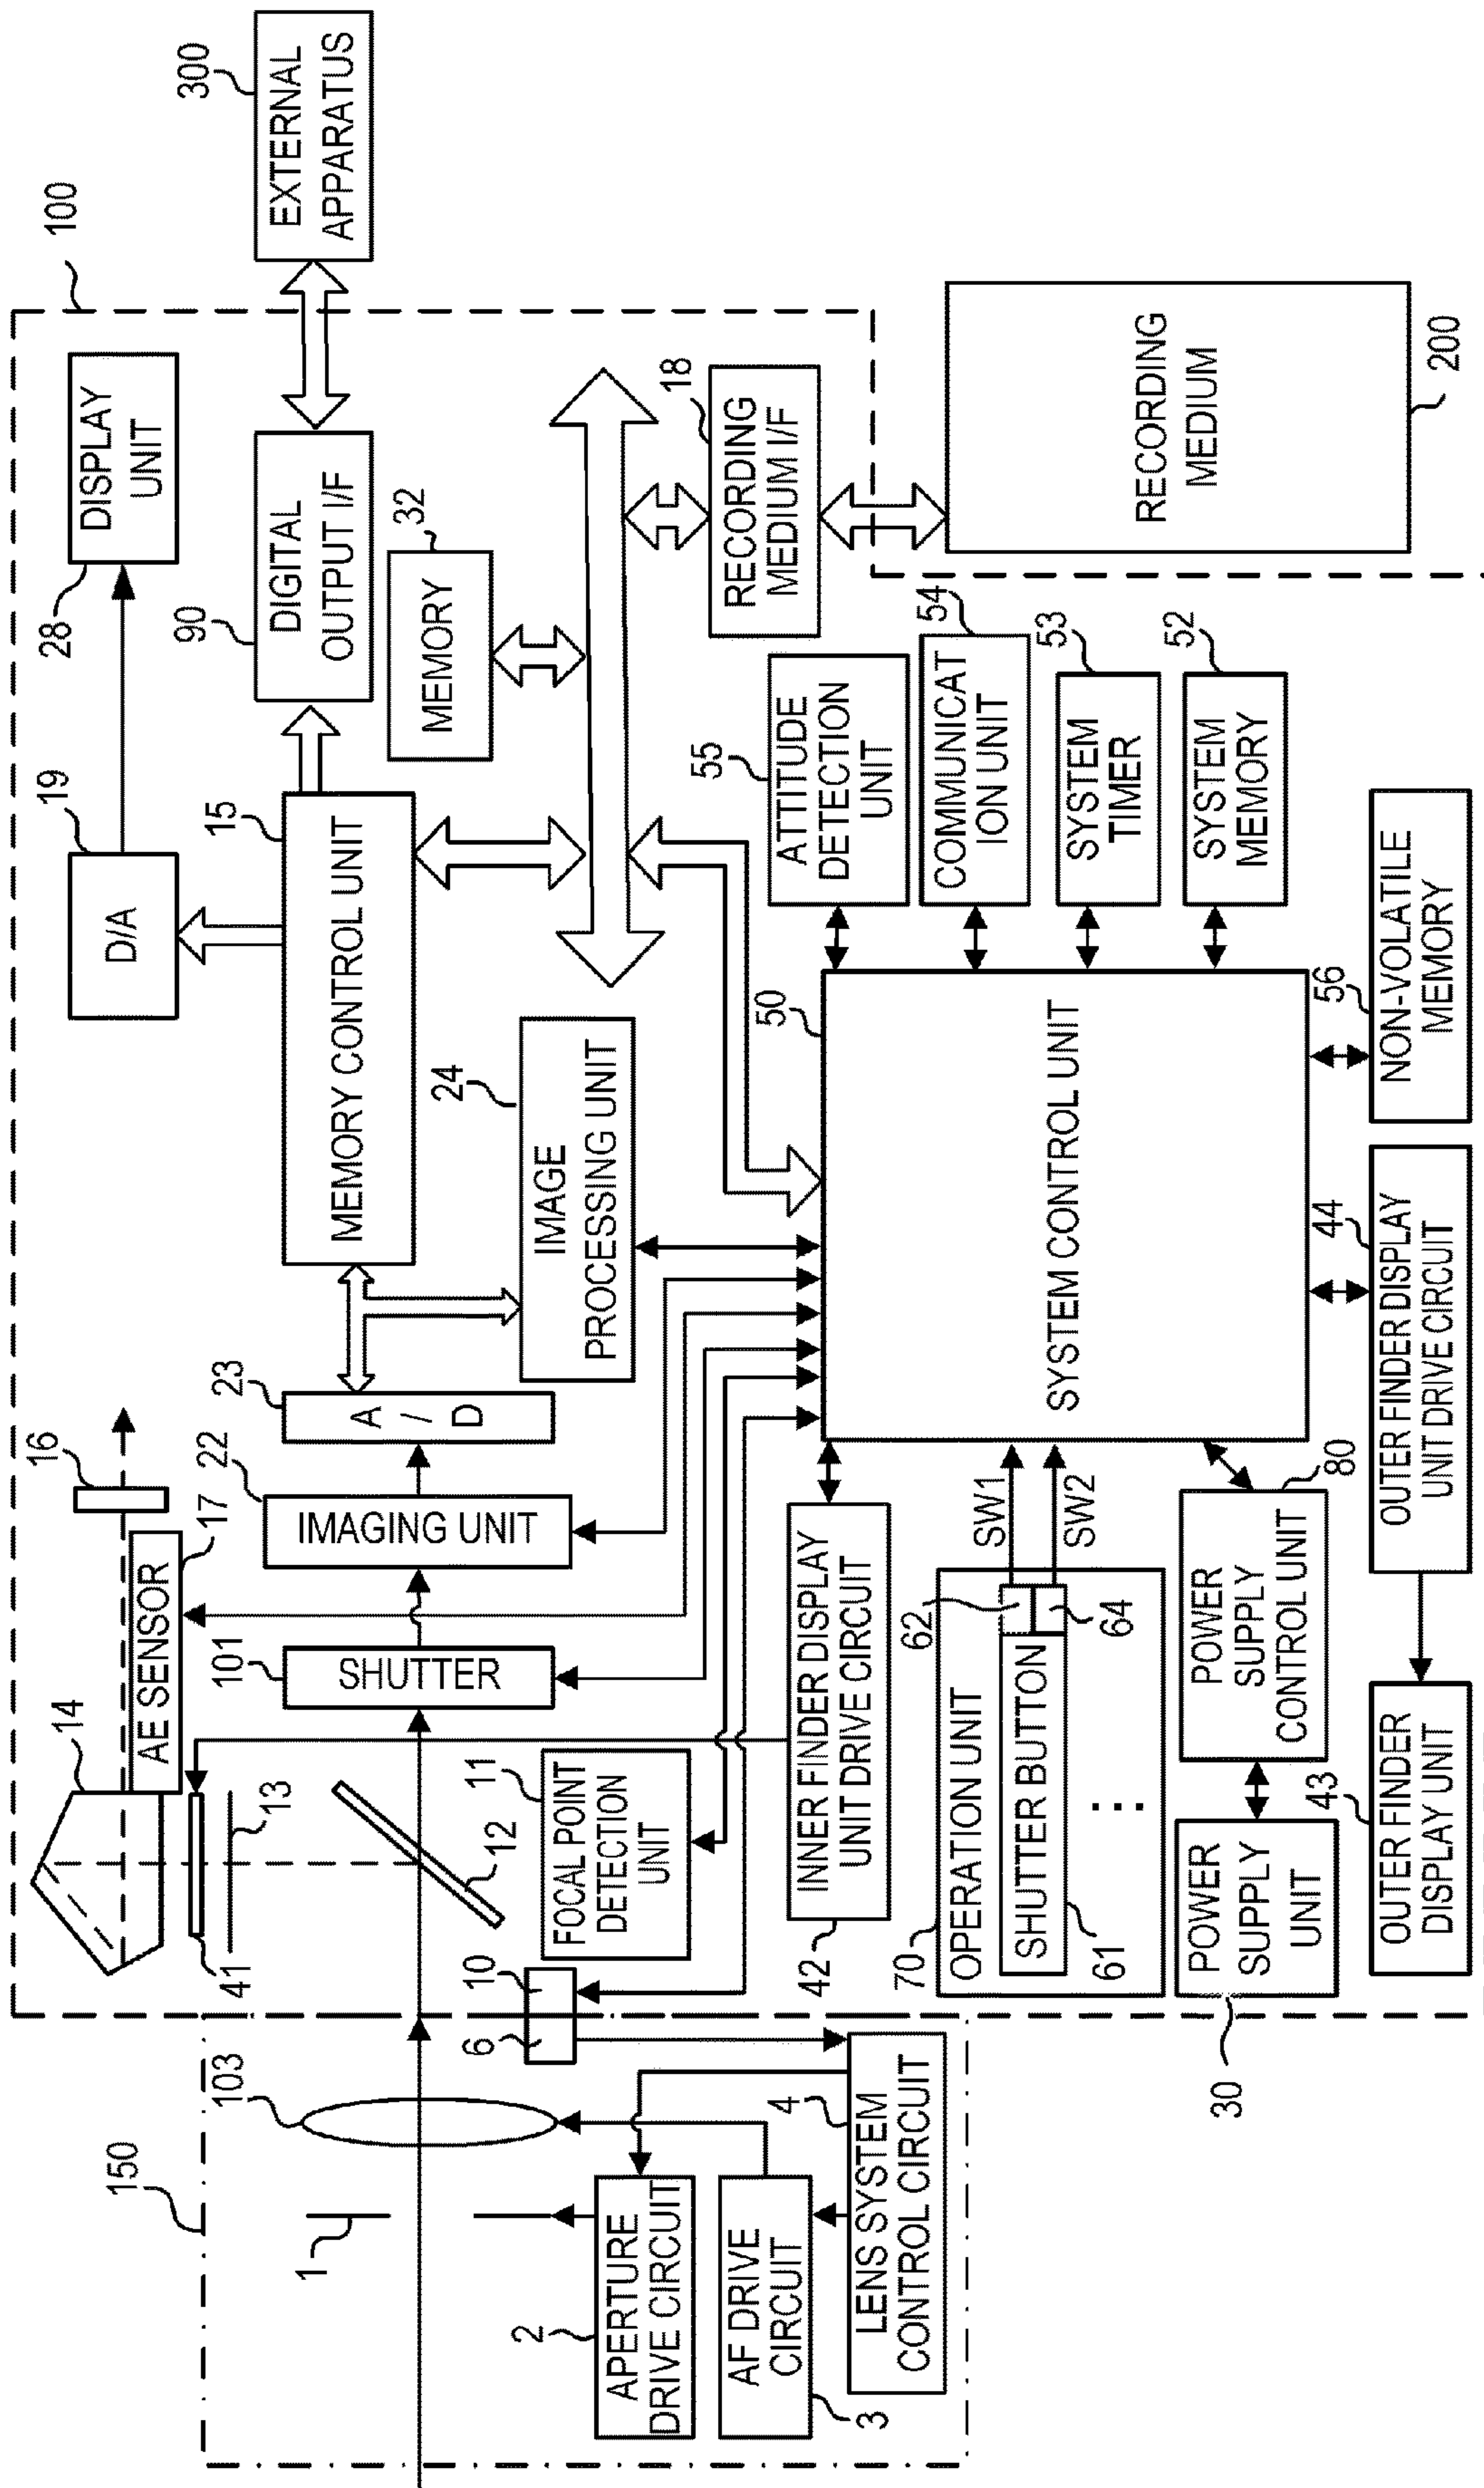 150
1
103
2
APERTURE
DRIVE CIRCUIT
3
AF DRIVE
CIRCUIT
4
LENS SYSTEM
CONTROL CIRCUIT
6
10
100
14
16
41
13
AE SENSOR
17
12
11
FOCAL POINT
DETECTION
UNIT
101
SHUTTER
22
IMAGING UNIT
23
A
/
D
24
IMAGE
PROCESSING UNIT
15
MEMORY CONTROL UNIT
19
D/A
28
DISPLAY
UNIT
90
DIGITAL
OUTPUT I/F
300
EXTERNAL
APPARATUS
32
MEMORY
18
RECORDING
MEDIUM I/F
RECORDING
MEDIUM
200
42
INNER FINDER DISPLAY
UNIT DRIVE CIRCUIT
50
SYSTEM CONTROL UNIT
55
ATTITUDE
DETECTION
UNIT
54
COMMUNICAT
ION UNIT
53
SYSTEM
TIMER
52
SYSTEM
MEMORY
70
OPERATION UNIT
62
SW1
SHUTTER BUTTON
61
64
SW2
...
30
POWER
SUPPLY
UNIT
80
POWER
SUPPLY
CONTROL UNIT
43
OUTER FINDER
DISPLAY UNIT
44
OUTER FINDER DISPLAY
UNIT DRIVE CIRCUIT
56
NON-VOLATILE
MEMORY